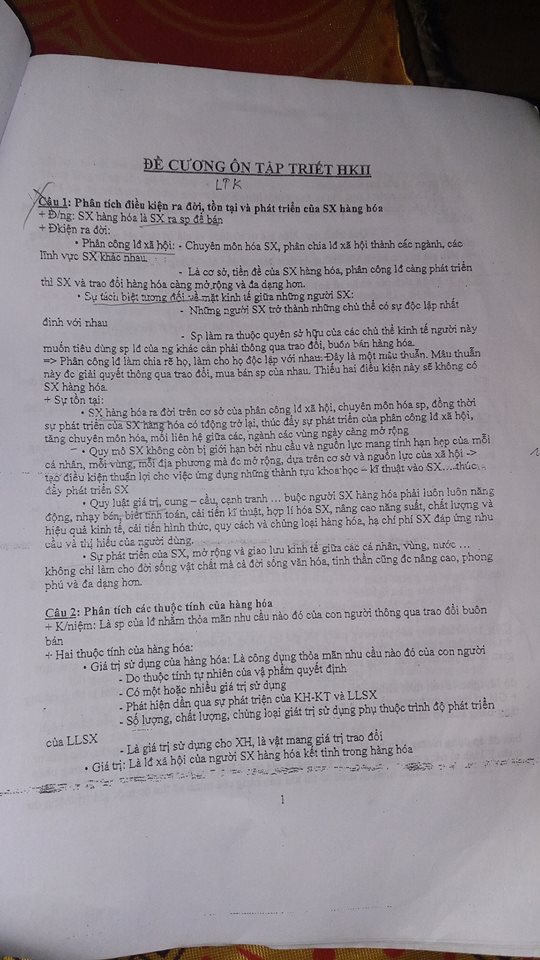 ĐỀ CƯƠNG ÔN TẬP TRIẾT HKII
LTK
Câu 1: Phân tích điều kiện ra đời, tồn tại và phát triển của SX hàng hóa
+ Đ/ng: SX hàng hóa là SX ra sp để bán
+ Đkiện ra đời:
• Phân công lđ xã hội: - Chuyên môn hóa SX, phân chia lđ xã hội thành các ngành, các
lĩnh vực SX khác nhau.
- Là cơ sở, tiền đề của SX hàng hóa, phân công lđ càng phát triển
thì SX và trao đổi hàng hóa càng mở rộng và đa dạng hơn.
• Sự tách biệt tương đối về mặt kinh tế giữa những người SX:
- Những người SX trở thành những chủ thể có sự độc lập nhất
định với nhau
- Sp làm ra thuộc quyền sở hữu của các chủ thể kinh tế người này
muốn tiêu dùng sp lđ của ng khác cần phải thông qua trao đổi, buôn bán hàng hóa.
=> Phân công lđ làm chia rẽ họ, làm cho họ độc lập với nhau. Đây là một mâu thuẫn. Mâu thuẫn
này đc giải quyết thông qua trao đổi, mua bán sp của nhau. Thiếu hai điều kiện này sẽ không có
SX hàng hóa.
+ Sự tồn tại:
• SX hàng hóa ra đời trên cơ sở của phân công lđ xã hội, chuyên môn hóa sp, đồng thời
sự phát triển của SX hàng hóa có tđộng trở lại, thúc đẩy sự phát triển của phân công lđ xã hội,
tăng chuyên môn hóa, mối liên hệ giữa các ngành các vùng ngày càng mở rộng
• Quy mô SX không còn bị giới hạn bởi nhu cầu và nguồn lực mang tính hạn hẹp của mỗi
cá nhân, mỗi vùng, mỗi địa phương mà đc mở rộng, dựa trên cơ sở và nguồn lực của xã hội ->
tạo điều kiện thuận lợi cho việc ứng dụng những thành tựu khoa học – kĩ thuật vào SX….thúc
đẩy phát triển SX
• Quy luật giá trị, cung – cầu, cạnh tranh … buộc người SX hàng hóa phải luôn luôn năng
động, nhạy bén, biết tính toán, cải tiến kĩ thuật, hợp lí hóa SX, nâng cao năng suất, chất lượng và
hiệu quả kinh tế, cải tiến hình thức, quy cách và chủng loại hàng hóa, hạ chi phí SX đáp ứng nhu
cầu và thị hiếu của người dùng.
• Sự phát triển của SX, mở rộng và giao lưu kinh tế giữa các cá nhân, vùng, nước …
không chỉ làm cho đời sống vật chất mà cả đời sống văn hóa, tinh thần cũng đc nâng cao, phong
phú và đa dạng hơn.
Câu 2: Phân tích các thuộc tính của hàng hóa
+ K/niệm: Là sp của lđ nhằm thỏa mãn nhu cầu nào đó của con người thông qua trao đổi buôn
bán
+ Hai thuộc tính của hàng hóa:
• Giá trị sử dụng của hàng hóa: Là công dụng thỏa mãn nhu cầu nào đó của con người
- Do thuộc tính tự nhiên của vậ phẩm quyết định
- Có một hoặc nhiều giá trị sử dụng
- Phát hiện dần qua sự phát triện của KH-KT và LLSX
- Số lượng, chất lượng, chủng loại giát trị sử dụng phụ thuộc trình độ phát triển
của LLSX
- Là giá trị sử dụng cho XH, là vật mang giá trị trao đổi
• Giá trị: Là lđ xã hội của người SX hàng hóa kết tinh trong hàng hóa
1